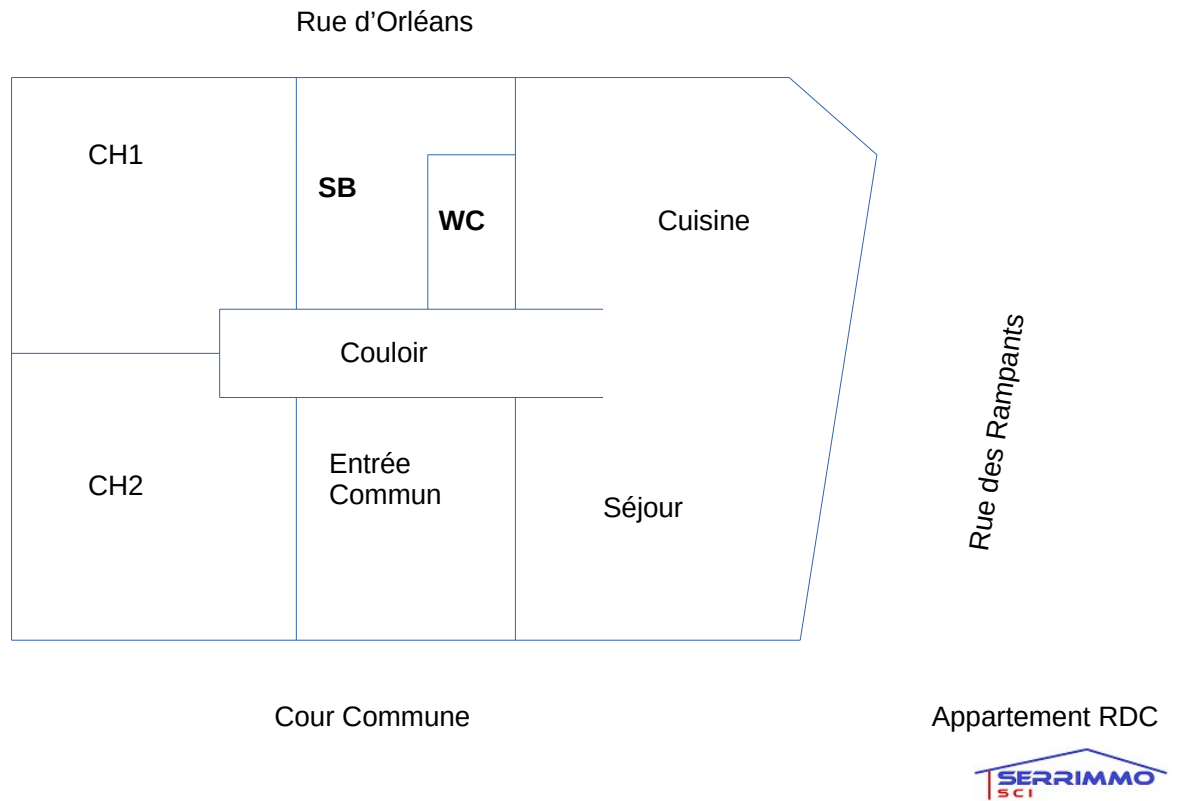 Rue d’Orléans
CH1
SB
WC
Cuisine
Couloir
Rue des Rampants
CH2
Entrée
Commun
Séjour
Cour Commune
Appartement RDC
SERRIMMO
SCI